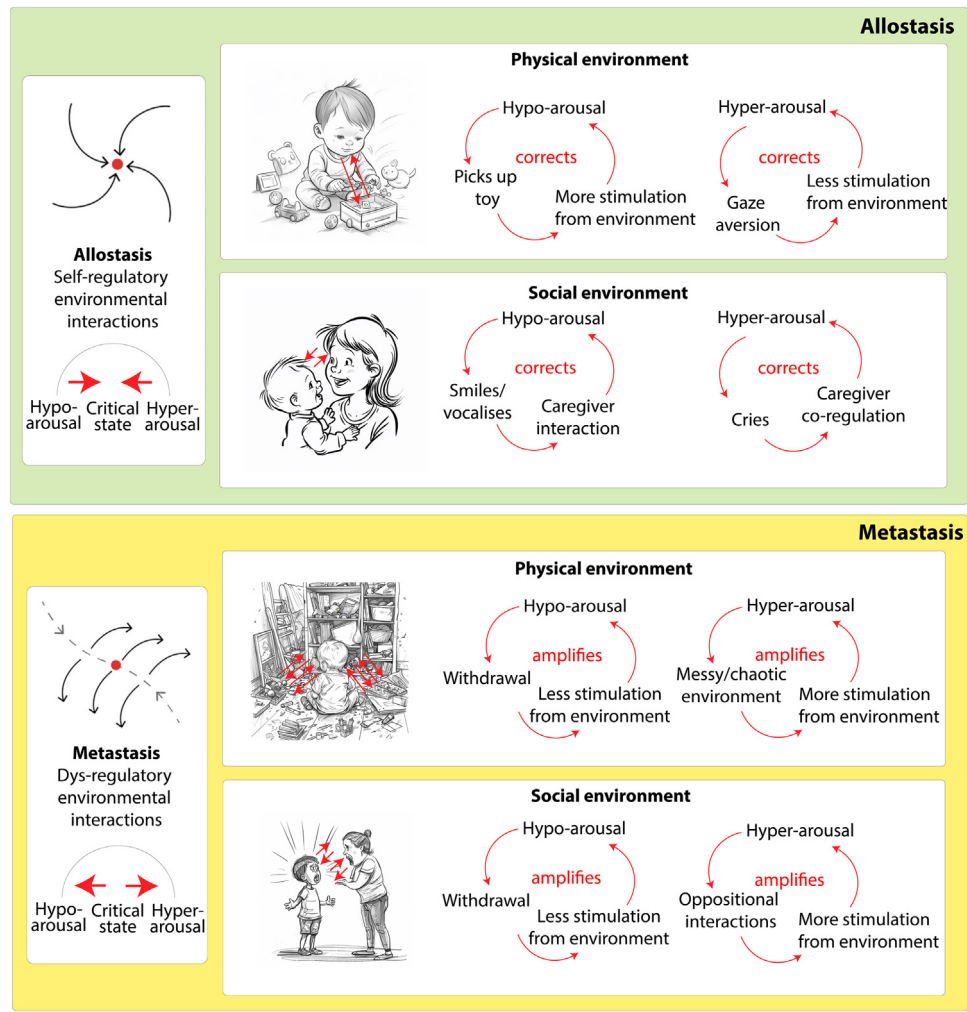 Allostasis
Allostasis
Self-regulatory
environmental
interactions
Hypo-
arousal
Critical
state
Hyper-
arousal
Physical environment
Hypo-arousal
corrects
Picks up
toy
More stimulation
from environment
Hyper-arousal
corrects
Gaze
aversion
Less stimulation
from environment
Social environment
Hypo-arousal
corrects
Smiles/
vocalises
Caregiver
interaction
Hyper-arousal
corrects
Cries
Caregiver
co-regulation
Metastasis
Metastasis
Dys-regulatory
environmental
interactions
Hypo-
arousal
Critical
state
Hyper-
arousal
Physical environment
Hypo-arousal
amplifies
Withdrawal
Less stimulation
from environment
Hyper-arousal
amplifies
Messy/chaotic
environment
More stimulation
from environment
Social environment
Hypo-arousal
amplifies
Withdrawal
Less stimulation
from environment
Hyper-arousal
amplifies
Oppositional
interactions
More stimulation
from environment